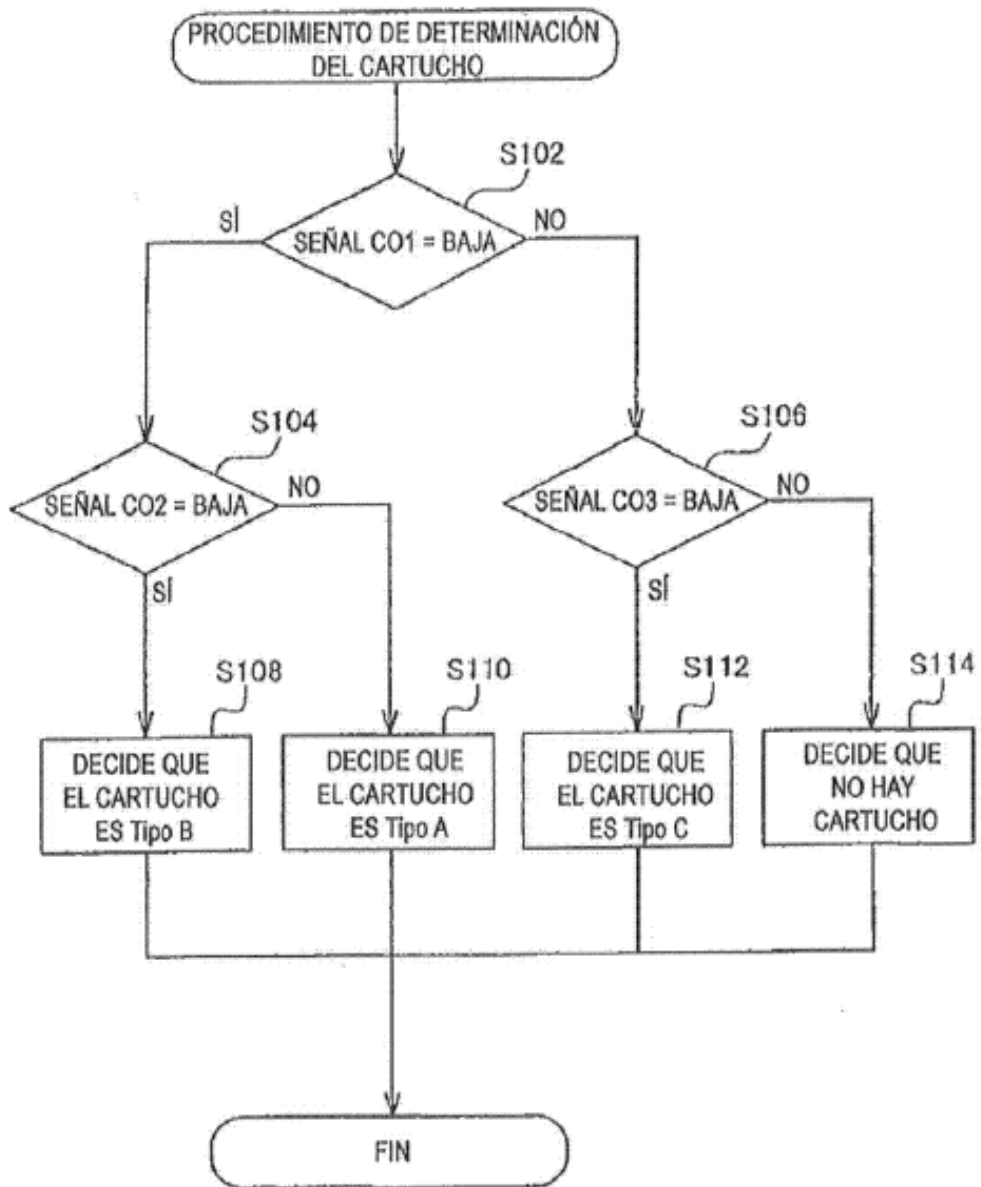 PROCEDIMIENTO DE DETERMINACIÓN
DEL CARTUCHO
S102
SÍ
NO
SEÑAL CO1 = BAJA
S104
S106
SEÑAL CO2 = BAJA
NO
SEÑAL CO3 = BAJA
NO
SÍ
SÍ
S108
S110
S112
S114
DECIDE QUE
EL CARTUCHO
ES Tipo B
DECIDE QUE
EL CARTUCHO
ES Tipo A
DECIDE QUE
EL CARTUCHO
ES Tipo C
DECIDE QUE
NO HAY
CARTUCHO
FIN